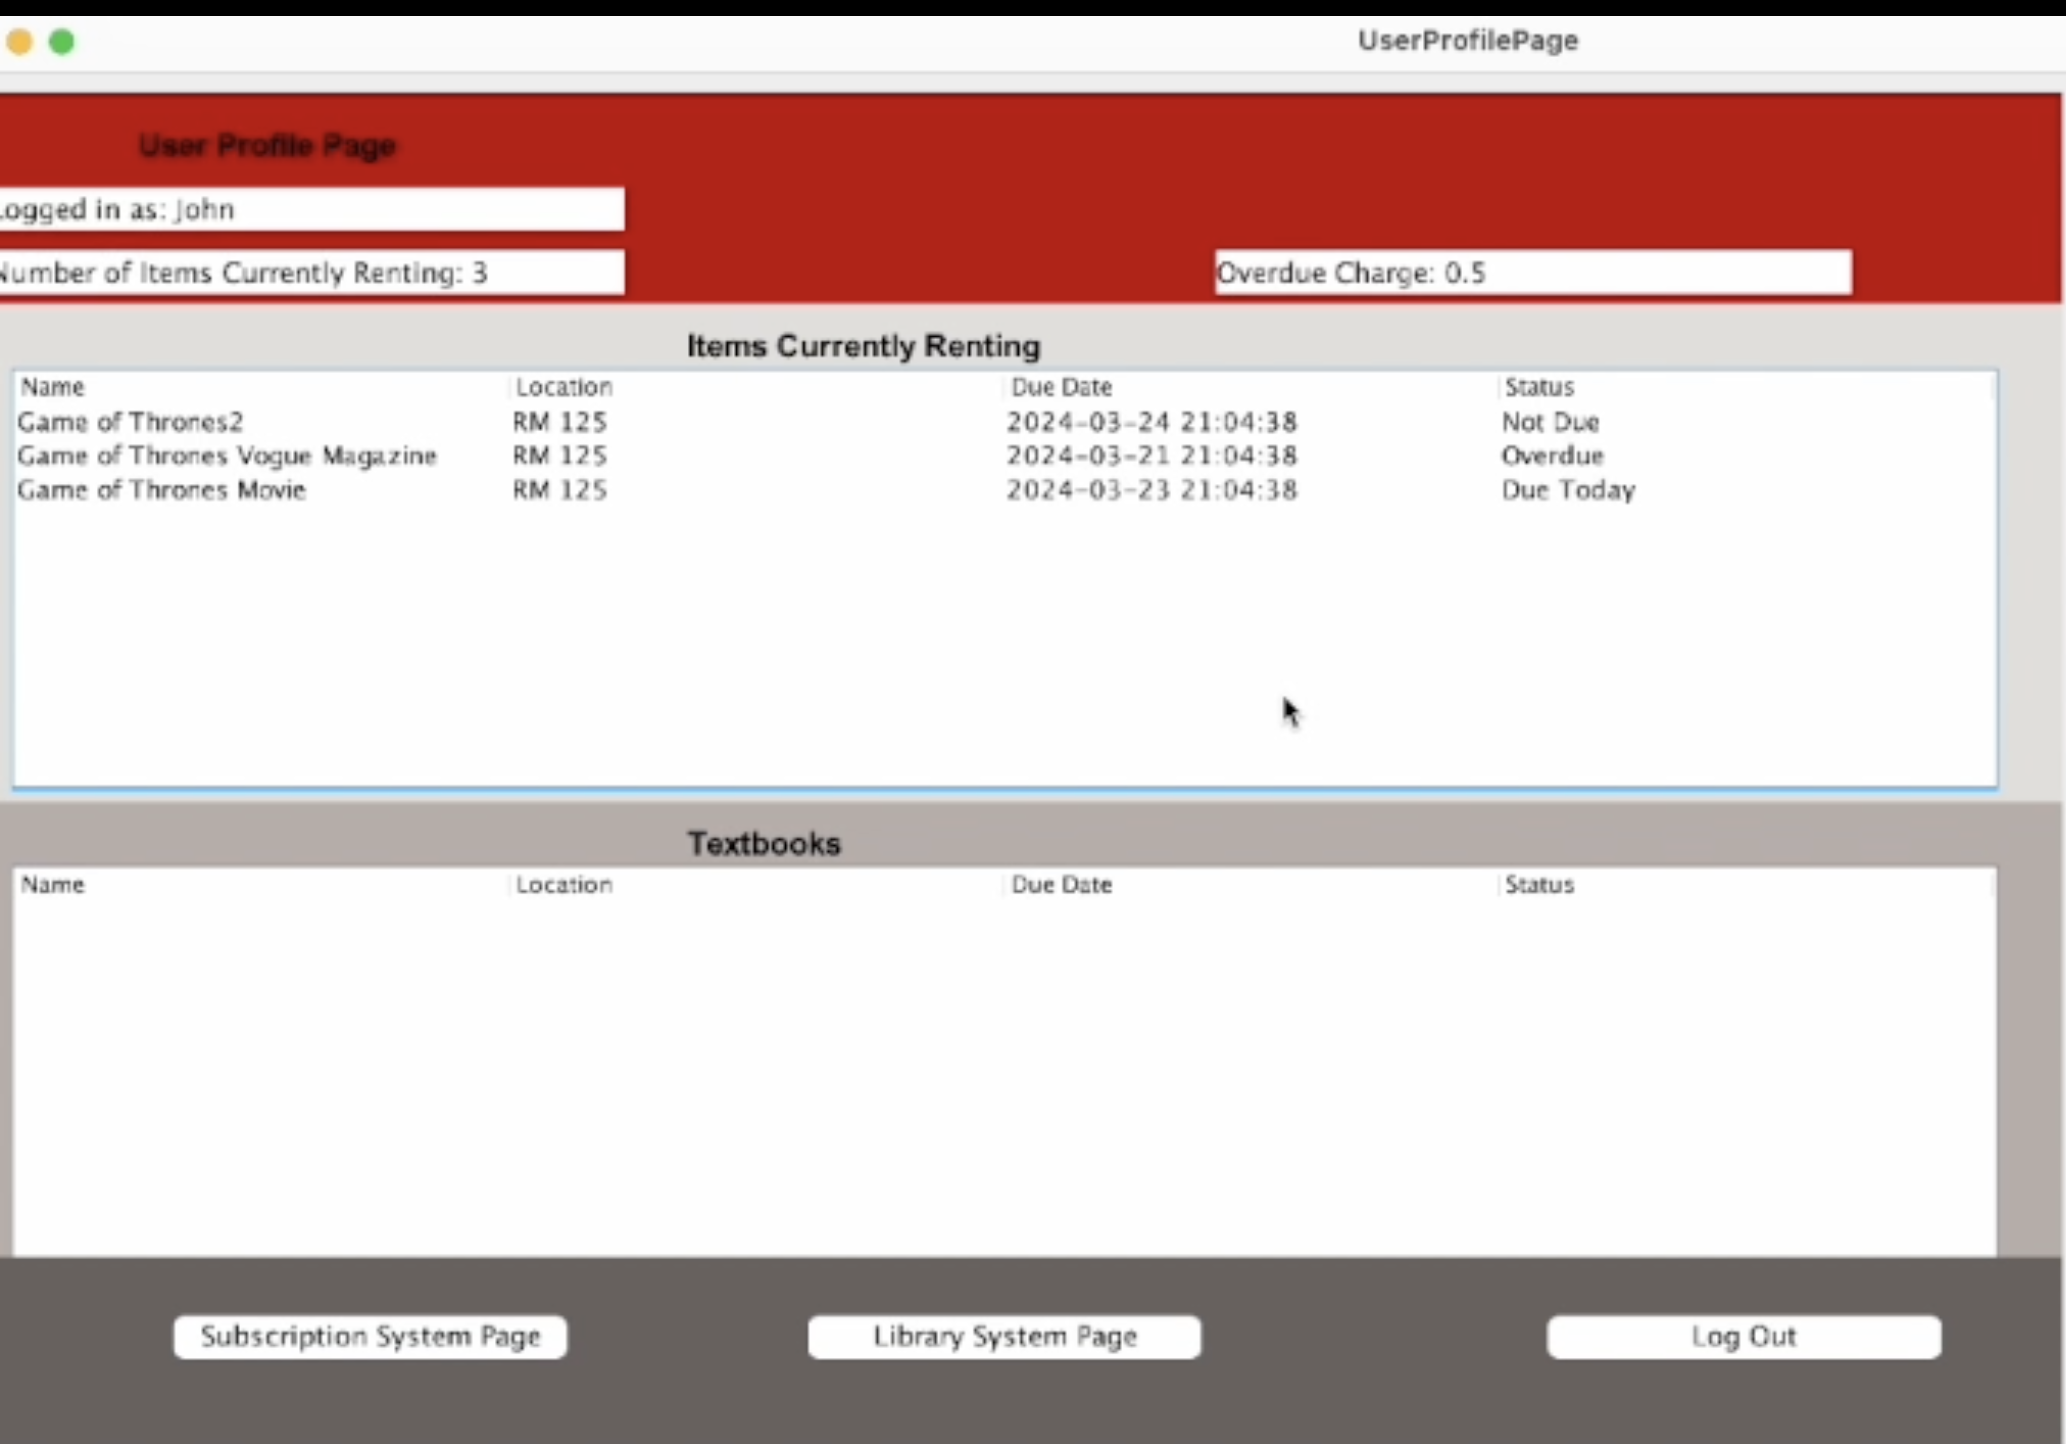 UserProfilePage
User Profile Page
Logged in as: John
Number of Items Currently Renting: 3
Overdue Charge: 0.5
Items Currently Renting
Name Location Due Date Status
Game of Thrones2 RM 125 2024-03-24 21:04:38 Not Due
Game of Thrones Vogue Magazine RM 125 2024-03-21 21:04:38 Overdue
Game of Thrones Movie RM 125 2024-03-23 21:04:38 Due Today
Textbooks
Name Location Due Date Status
Subscription System Page Library System Page Log Out